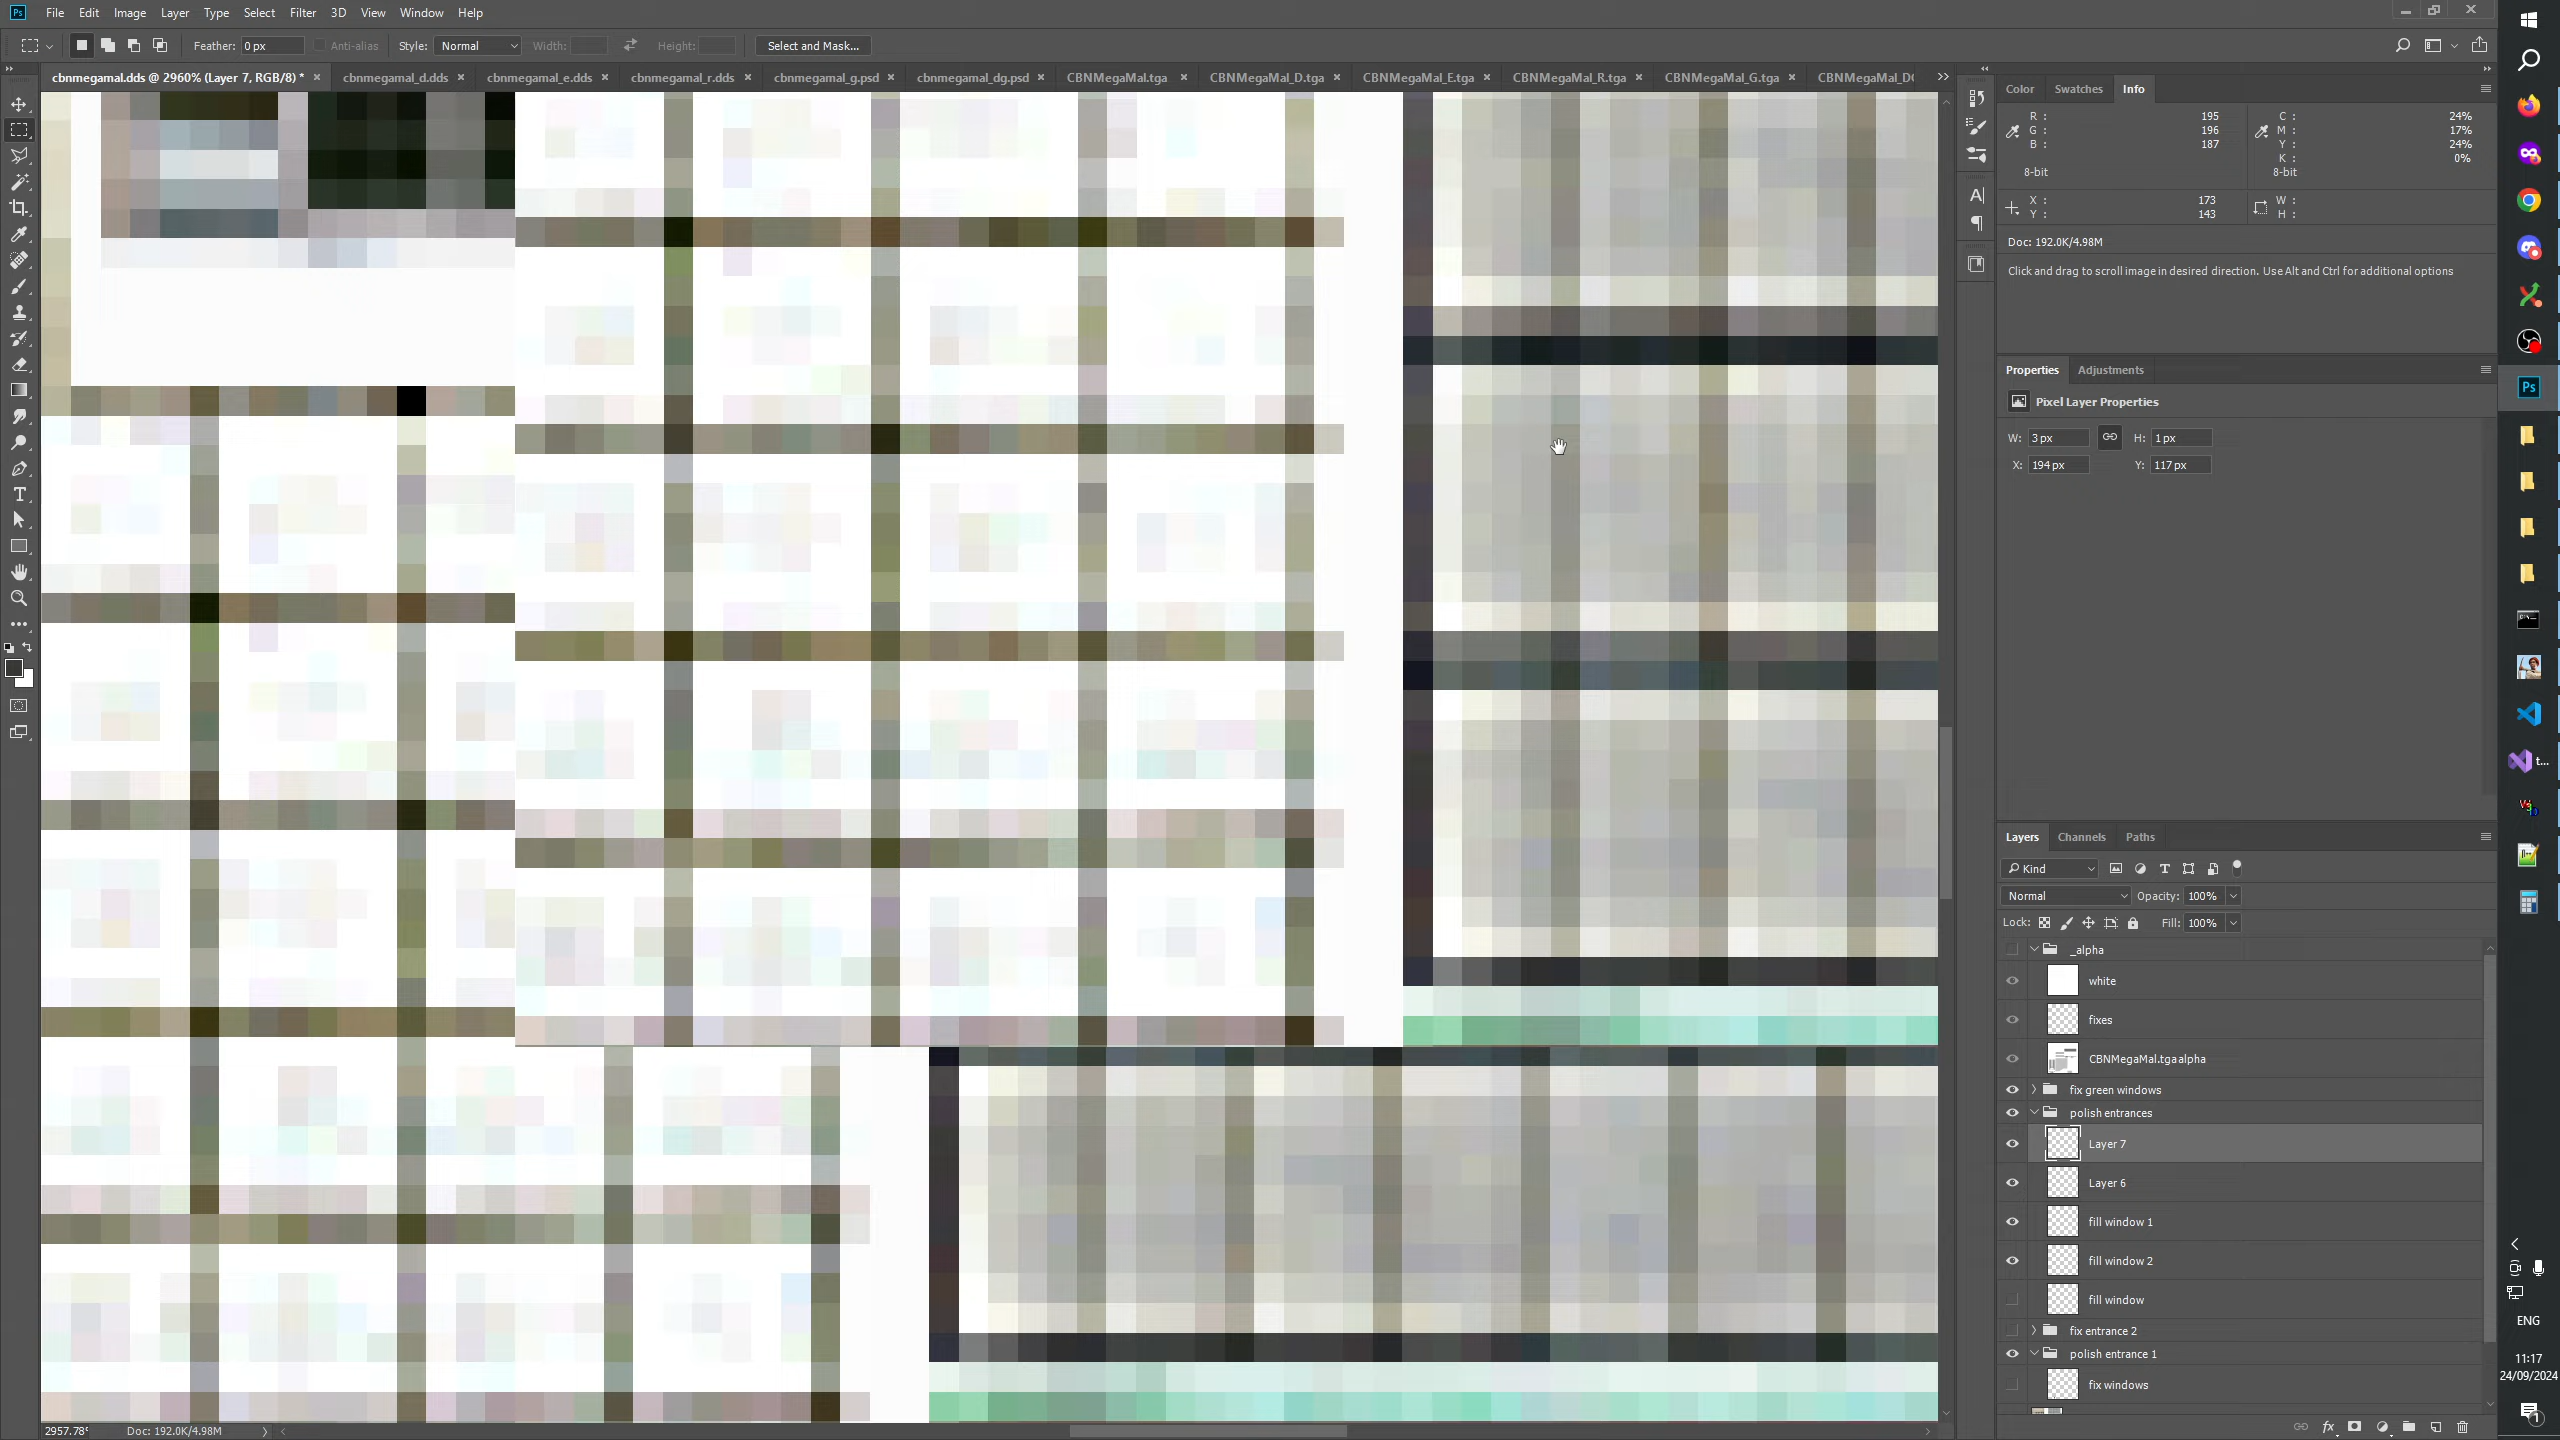 Ps File Edit Image Layer Type Select Filter 3D View Window Help
Feather: 0 px Anti-alias Style: Normal Width: Height: Select and Mask...
cbnmegamal.dds @ 2960% (Layer 7, RGB/8) * cbnmegamal_d.dds cbnmegamal_e.dds cbnmegamal_r.dds cbnmegamal_g.psd cbnmegamal_dg.psd CBNMegaMal.tga CBNMegaMal_D.tga CBNMegaMal_E.tga CBNMegaMal_R.tga CBNMegaMal_G.tga
Color Swatches Info
R : 195 C : 24%
G : 196 M : 17%
B : 187 Y : 24%
K : 0%
8-bit 8-bit
X : 173 W :
Y : 143 H :
Doc: 192.0K/4.98M
Click and drag to scroll image in desired direction. Use Alt and Ctrl for additional options
Properties Adjustments
Pixel Layer Properties
W: 3 px H: 1 px
X: 194 px Y: 117 px
Ps
t...
Layers Channels Paths
Kind
Normal Opacity: 100%
Lock: Fill: 100%
_alpha
white
fixes
CBNMegaMal.tga alpha
fix green windows
polish entrances
Layer 7
Layer 6
fill window 1
fill window 2
fill window
fix entrance 2
polish entrance 1
fix windows
ENG
11:17
24/09/2024
2957.78% Doc: 192.0K/4.98M